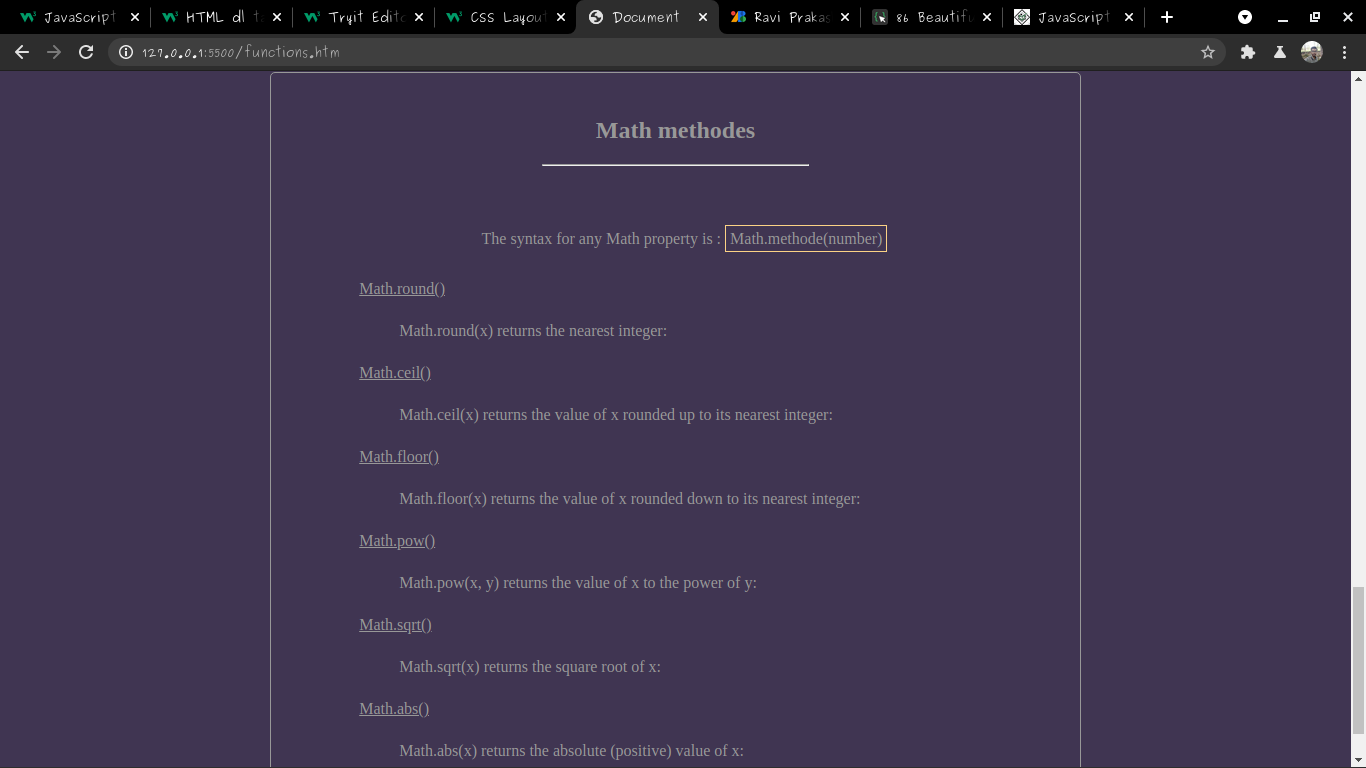 JavaScript
HTML dl t
Tryit Edito
CSS Layout
Document
Ravi Prakas
86 Beautifu
JavaScript
127.0.0.1:5500/functions.htm
Math methodes
The syntax for any Math property is : Math.methode(number)
Math.round()
Math.round(x) returns the nearest integer:
Math.ceil()
Math.ceil(x) returns the value of x rounded up to its nearest integer:
Math.floor()
Math.floor(x) returns the value of x rounded down to its nearest integer:
Math.pow()
Math.pow(x, y) returns the value of x to the power of y:
Math.sqrt()
Math.sqrt(x) returns the square root of x:
Math.abs()
Math.abs(x) returns the absolute (positive) value of x: